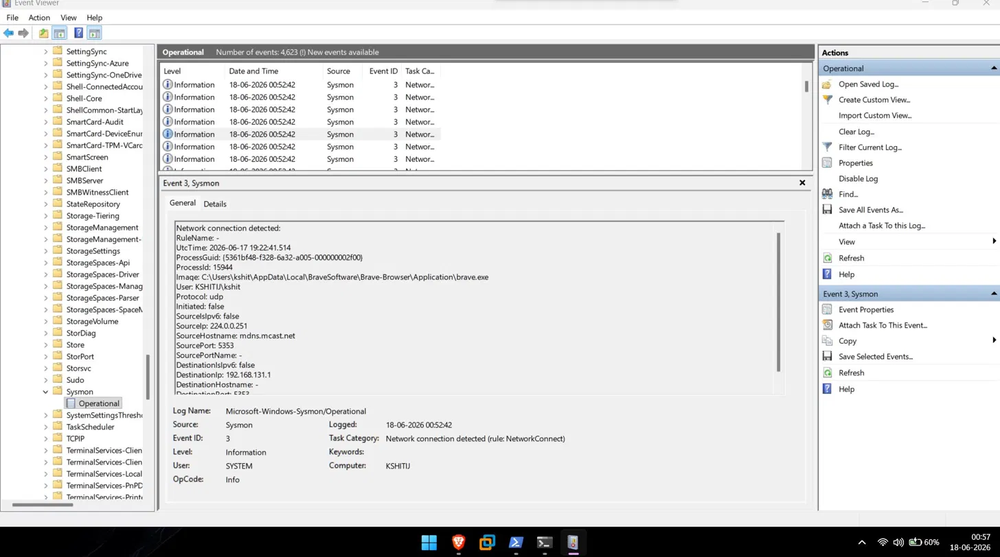 Event Viewer
File Action View Help
SettingSync
SettingSync-Azure
SettingSync-OneDrive
Shell-ConnectedAccou
Shell-Core
ShellCommon-StartLay
SmartCard-Audit
SmartCard-DeviceEnur
SmartCard-TPM-VCard
SmartScreen
SMBClient
SMBServer
SMBWitnessClient
StateRepository
Storage-Tiering
StorageManagement
StorageManagement-
StorageSettings
StorageSpaces-Api
StorageSpaces-Driver
StorageSpaces-Manag
StorageSpaces-Parser
StorageSpaces-SpaceM
StorageVolume
StorDiag
Store
StorPort
Storsvc
Sudo
Sysmon
Operational
SystemSettingsThresho
TaskScheduler
TCPIP
TerminalServices-Clien
TerminalServices-Clien
TerminalServices-Local
TerminalServices-PnPD
TerminalServices-Printe
Operational Number of events: 4,623 (!) New events available
Level Date and Time Source Event ID Task Ca...
Information 18-06-2026 00:52:42 Sysmon 3 Networ...
Information 18-06-2026 00:52:42 Sysmon 3 Networ...
Information 18-06-2026 00:52:42 Sysmon 3 Networ...
Information 18-06-2026 00:52:42 Sysmon 3 Networ...
Information 18-06-2026 00:52:42 Sysmon 3 Networ...
Information 18-06-2026 00:52:42 Sysmon 3 Networ...
Information 18-06-2026 00:52:42 Sysmon 3 Networ...
Event 3, Sysmon
General Details
Network connection detected:
RuleName: -
UtcTime: 2026-06-17 19:22:41.514
ProcessGuid: {5361bf48-f328-6a32-a005-000000002f00}
ProcessId: 15944
Image: C:\Users\kshit\AppData\Local\BraveSoftware\Brave-Browser\Application\brave.exe
User: KSHITIJ\kshit
Protocol: udp
Initiated: false
SourceIsIpv6: false
SourceIp: 224.0.0.251
SourceHostname: mdns.mcast.net
SourcePort: 5353
SourcePortName: -
DestinationIsIpv6: false
DestinationIp: 192.168.131.1
DestinationHostname: -
DestinationPort: 5353
Log Name: Microsoft-Windows-Sysmon/Operational
Source: Sysmon Logged: 18-06-2026 00:52:42
Event ID: 3 Task Category: Network connection detected (rule: NetworkConnect)
Level: Information Keywords:
User: SYSTEM Computer: KSHITIJ
OpCode: Info
Actions
Operational
Open Saved Log...
Create Custom View...
Import Custom View...
Clear Log...
Filter Current Log...
Properties
Disable Log
Find...
Save All Events As...
Attach a Task To this Log...
View
Refresh
Help
Event 3, Sysmon
Event Properties
Attach Task To This Event...
Copy
Save Selected Events...
Refresh
Help
60%
00:57
18-06-2026